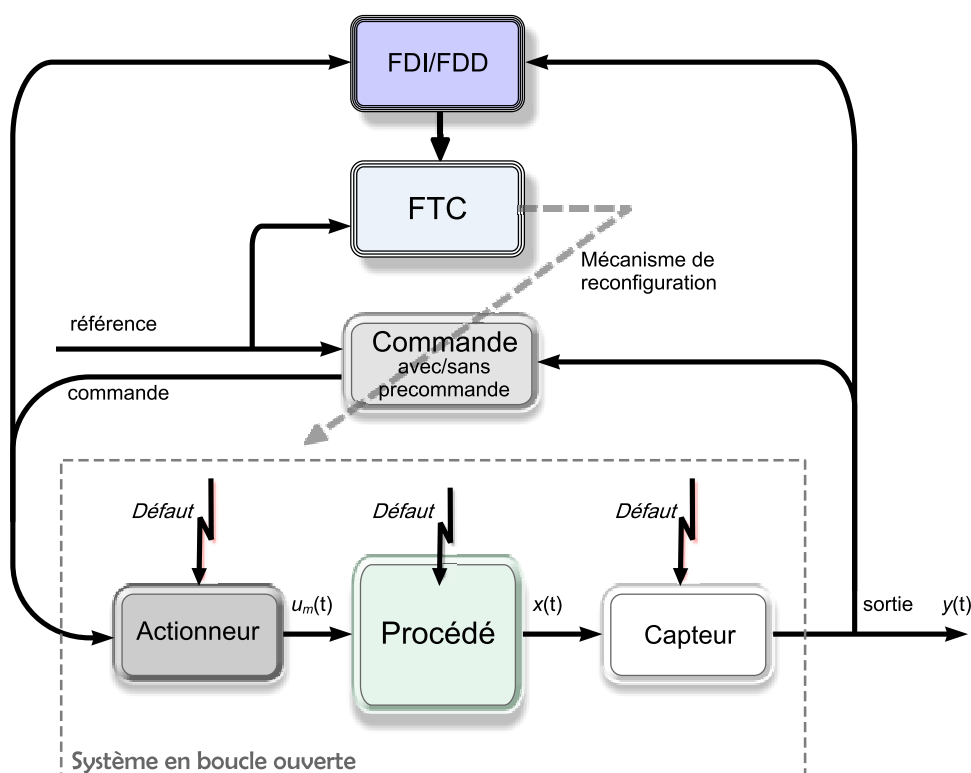 FDI/FDD
FTC
Mécanisme de
reconfiguration
référence
Commande
avec/sans
precommande
commande
Défaut
Défaut
Défaut
Actionneur
um(t)
Procédé
x(t)
Capteur
sortie
y(t)
Système en boucle ouverte